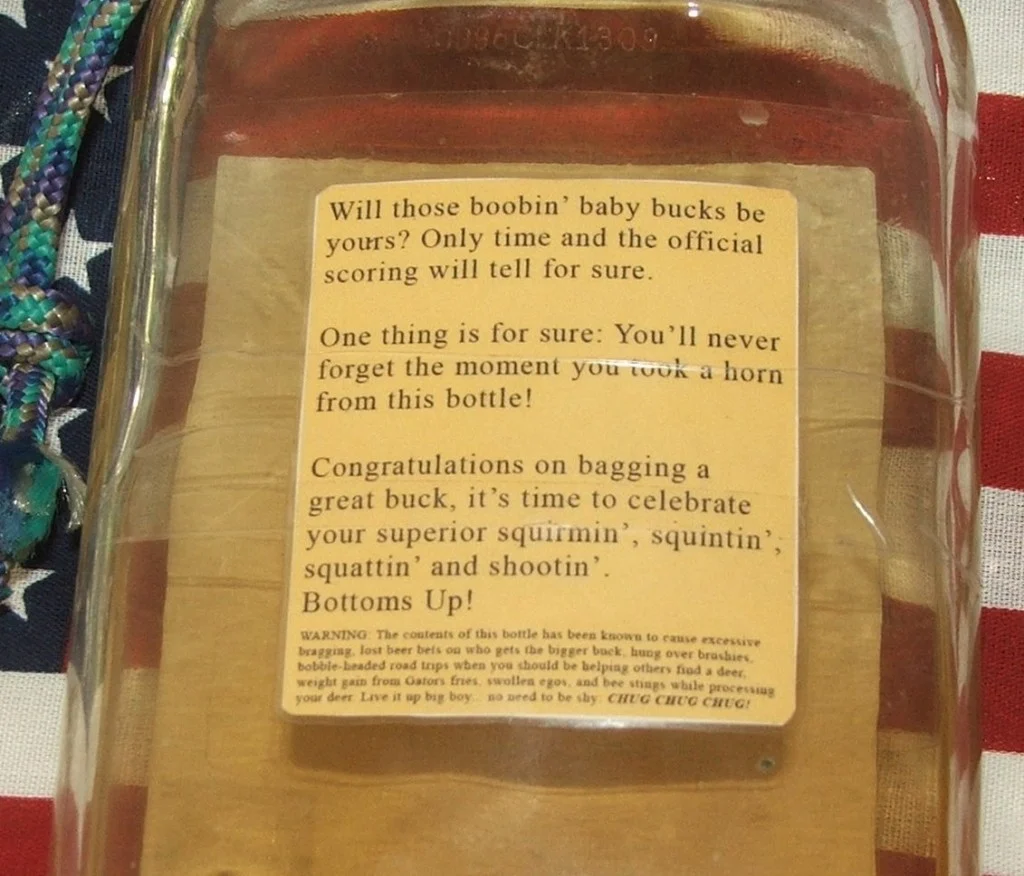 Will those boobin' baby bucks be
yours? Only time and the official
scoring will tell for sure.
One thing is for sure: You'll never
forget the moment you took a horn
from this bottle!
Congratulations on bagging a
great buck, it's time to celebrate
your superior squirmin', squintin',
squattin' and shootin'.
Bottoms Up!
WARNING: The contents of this bottle has been known to cause excessive
bragging, lost beer bets on who gets the bigger buck, hung over brushies,
bobble-headed road trips when you should be helping others find a deer,
weight gain from Gators fries, swollen egos, and bee stings while processing
your deer. Live it up big boy... no need to be shy: CHUG CHUG CHUG!